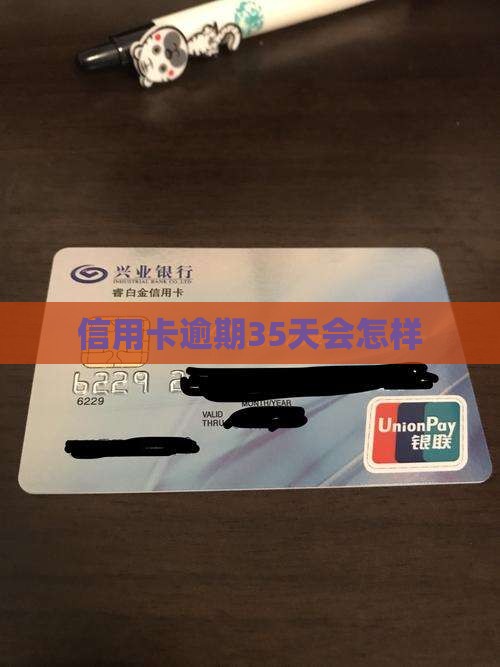 兴业银行
INDUSTRIAL BANK CO.,LTD.
睿白金信用卡
信用卡逾期35天会怎样
6229 2
6229
MONTH/YEAR
VALID
THRU
UnionPay
银联